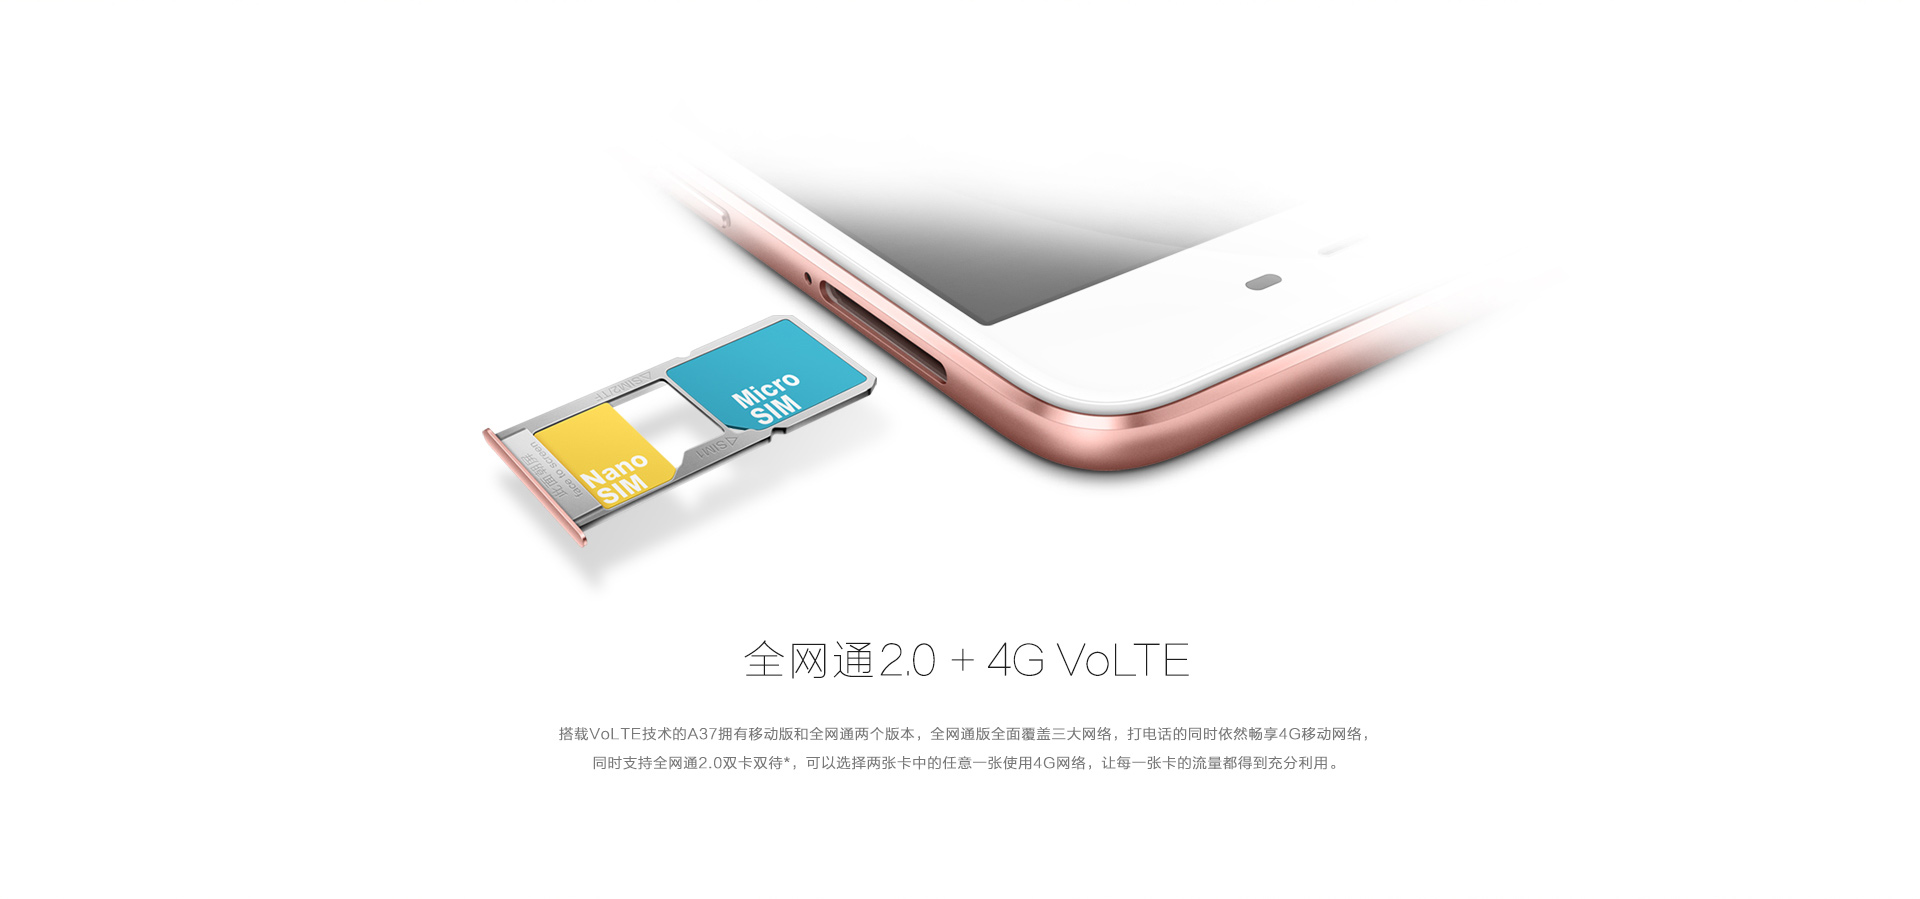 SIM2/TF
Micro
SIM
SIM1
Nano
SIM
此面朝屏
face to screen
全网通2.0 + 4G VoLTE
搭载VoLTE技术的A37拥有移动版和全网通两个版本，全网通版全面覆盖三大网络，打电话的同时依然畅享4G移动网络，
同时支持全网通2.0双卡双待*，可以选择两张卡中的任意一张使用4G网络，让每一张卡的流量都得到充分利用。